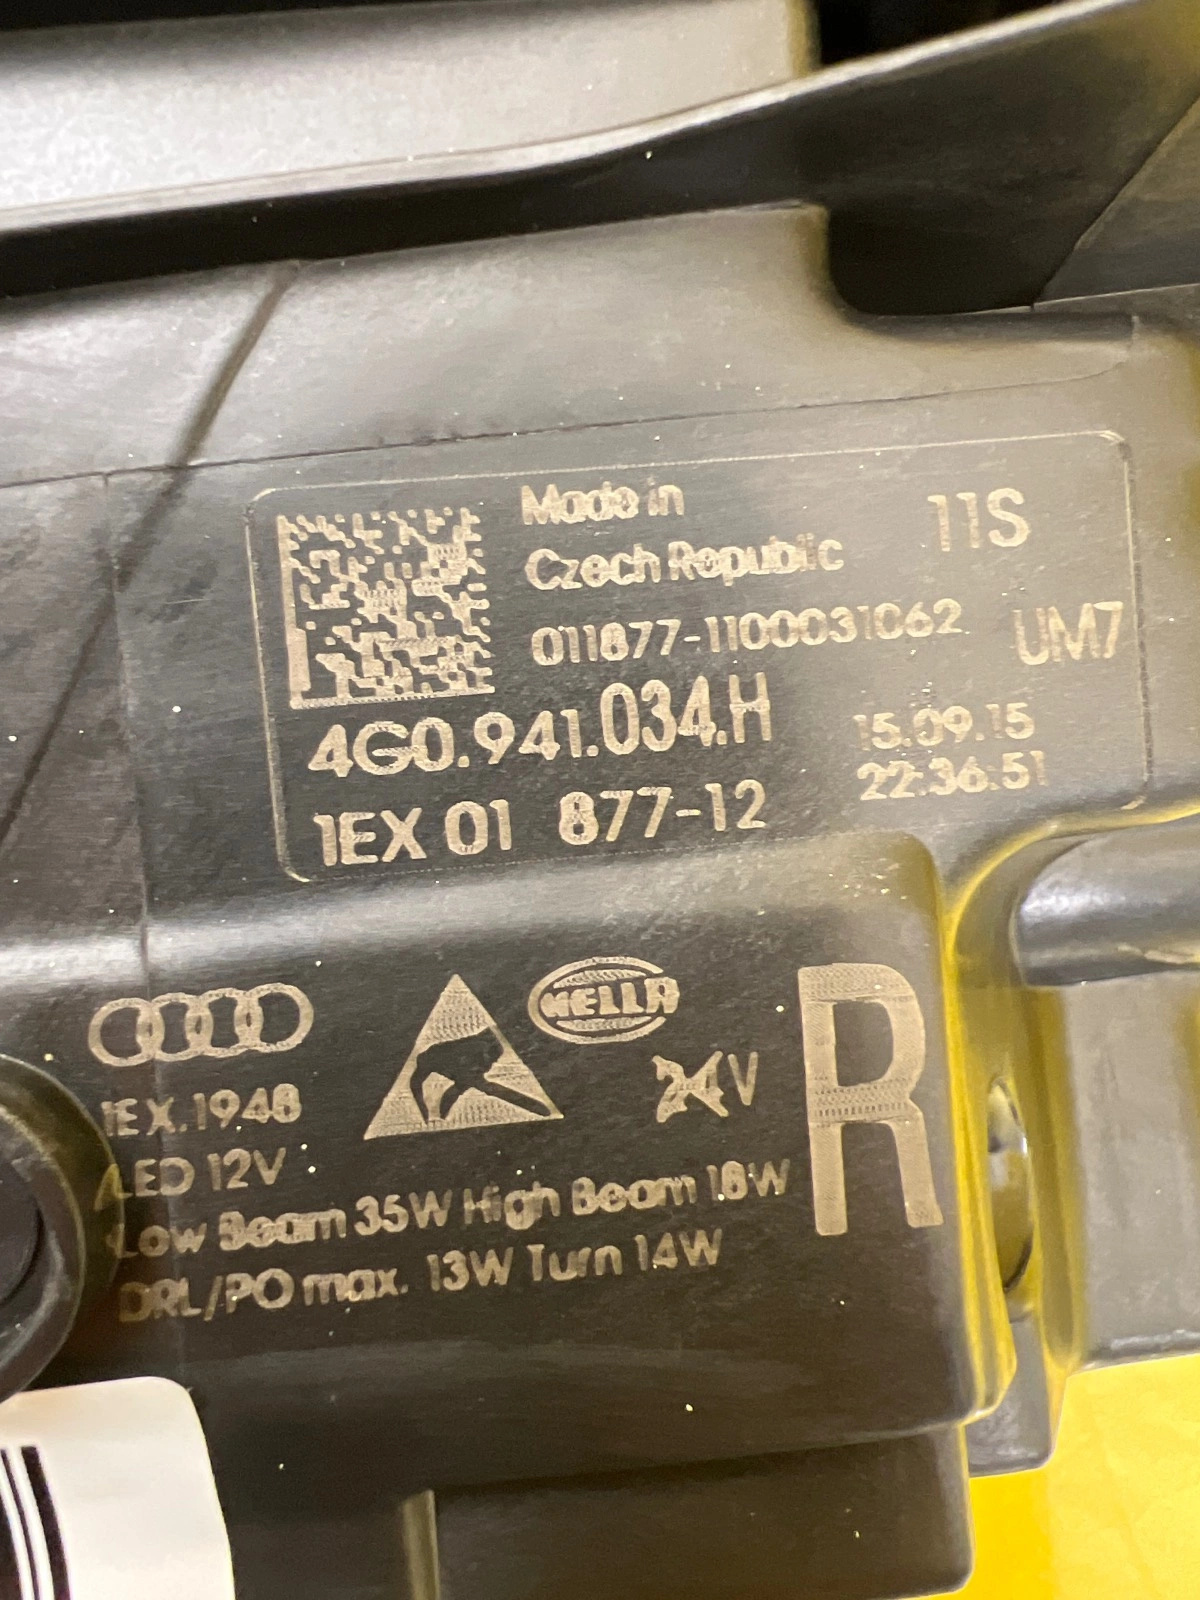 Made in
Czech Republic
11S
011877-1100031062
UM7
4G0.941.034.H
15.09.15
22:36:51
1EX 01 877-12
HELLA
24V
R
1EX.1948
LED 12V
Low Beam 35W High Beam 18W
DRL/PO max. 13W Turn 14W